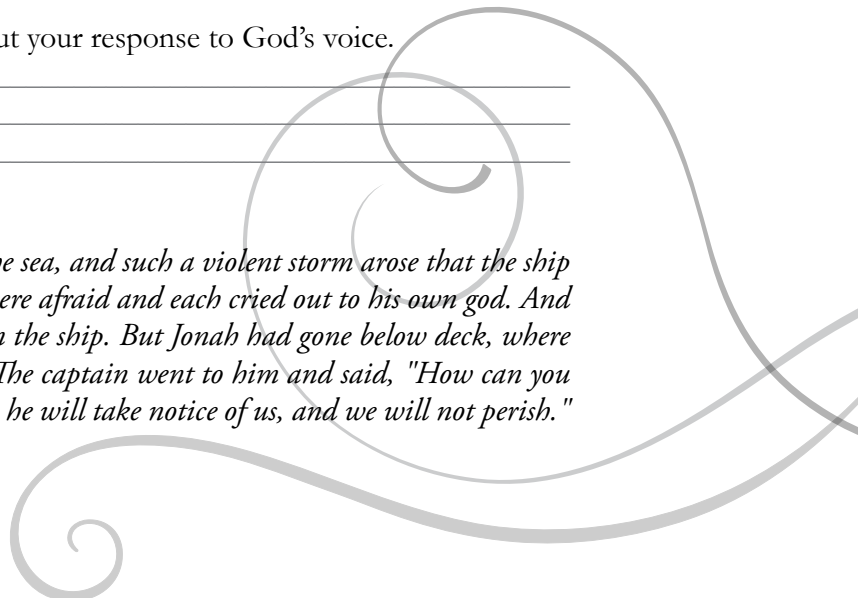 ut your response to God’s voice.
e sea, and such a violent storm arose that the ship
ere afraid and each cried out to his own god. And
n the ship. But Jonah had gone below deck, where
The captain went to him and said, "How can you
he will take notice of us, and we will not perish."